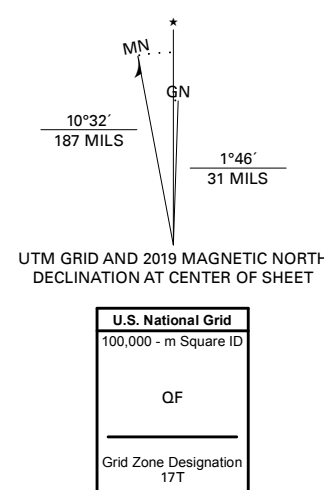 ★
MN
GN
10°32´
187 MILS
1°46´
31 MILS
UTM GRID AND 2019 MAGNETIC NORTH
DECLINATION AT CENTER OF SHEET
U.S. National Grid
100,000 - m Square ID
QF
Grid Zone Designation
17T